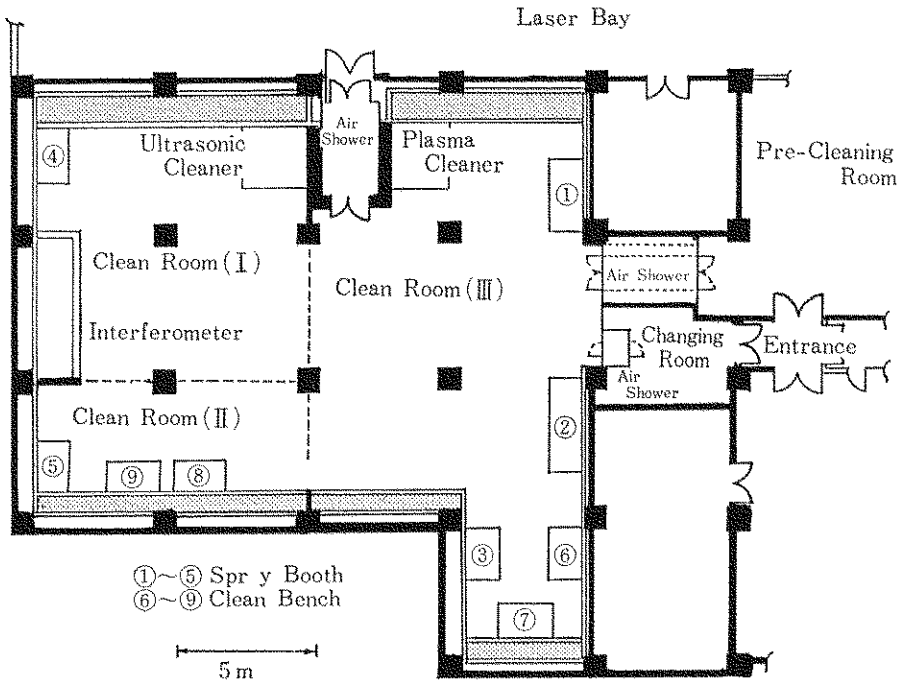 Laser Bay
Air
Shower
Ultrasonic
Cleaner
Plasma
Cleaner
④
①
Pre-Cleaning
Room
Clean Room (Ⅰ)
Clean Room (Ⅲ)
Air Shower
Interferometer
Changing
Room
Entrance
Air
Shower
Clean Room (Ⅱ)
②
⑤
⑨
⑧
③
⑥
⑦
①~⑤ Spr y Booth
⑥~⑨ Clean Bench
5 m